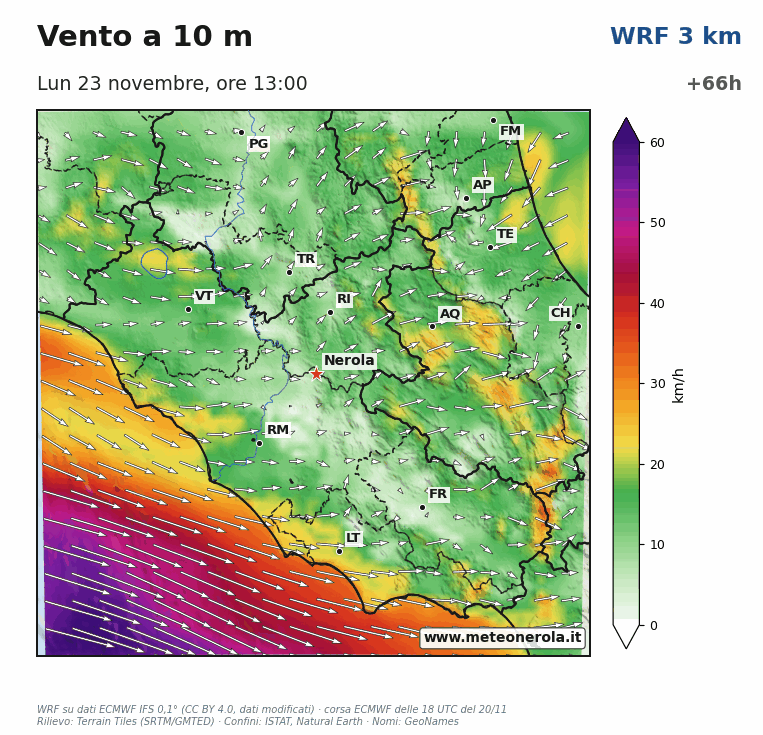 Vento a 10 m
WRF 3 km
Lun 23 novembre, ore 13:00
+66h
PG
FM
AP
TE
TR
VT
RI
AQ
CH
Nerola
RM
FR
LT
www.meteonerola.it
60
50
40
30
20
10
0
km/h
WRF su dati ECMWF IFS 0,1° (CC BY 4.0, dati modificati) · corsa ECMWF delle 18 UTC del 20/11
Rilievo: Terrain Tiles (SRTM/GMTED) · Confini: ISTAT, Natural Earth · Nomi: GeoNames